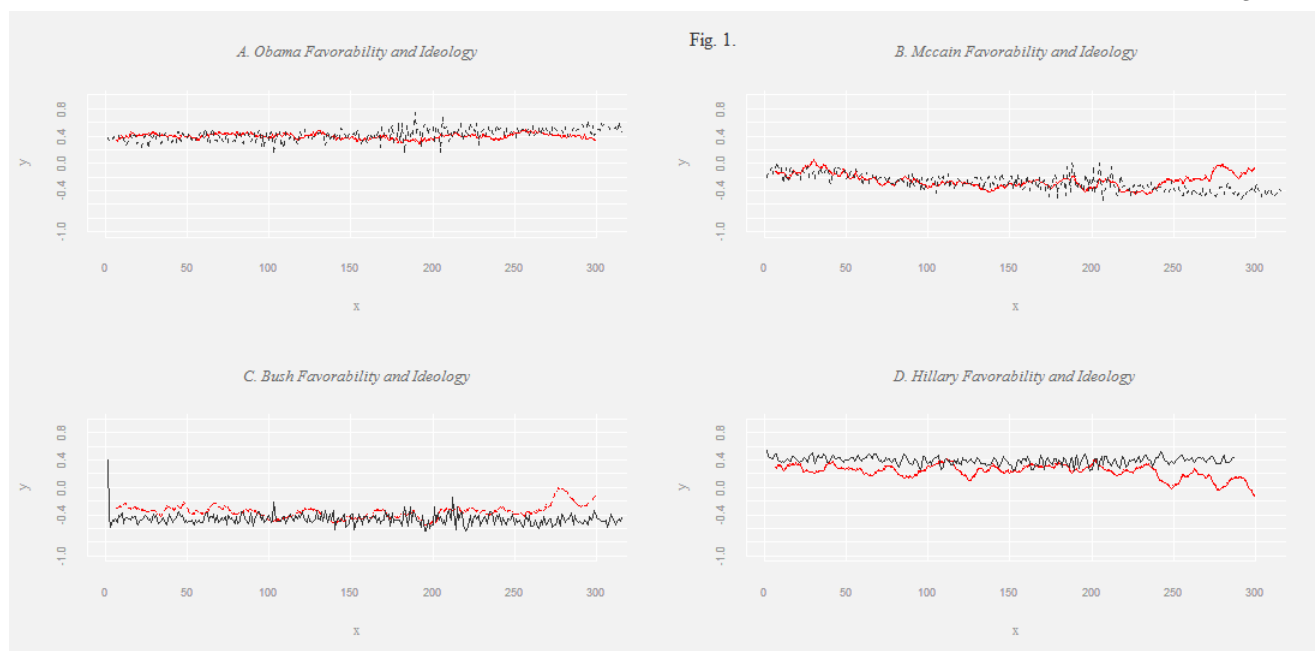 Fig. 1.
A. Obama Favorability and Ideology
0.8
0.4
0.0
-0.4
-1.0
y
0 50 100 150 200 250 300
x
B. Mccain Favorability and Ideology
0.8
0.4
0.0
-0.4
-1.0
y
0 50 100 150 200 250 300
x
C. Bush Favorability and Ideology
0.8
0.4
0.0
-0.4
-1.0
y
0 50 100 150 200 250 300
x
D. Hillary Favorability and Ideology
0.8
0.4
0.0
-0.4
-1.0
y
0 50 100 150 200 250 300
x